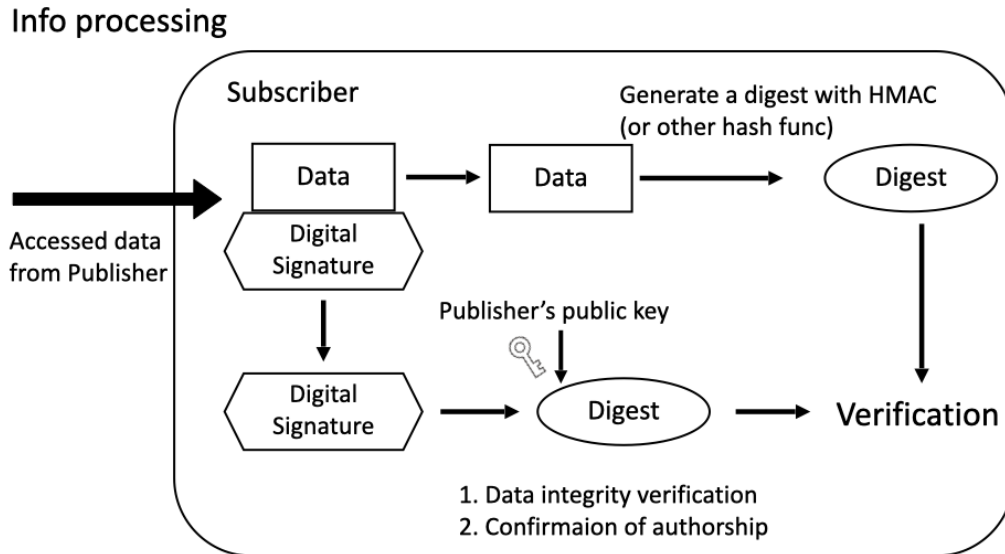 Info processing
Subscriber
Generate a digest with HMAC
(or other hash func)
Data
Data
Digest
Accessed data
from Publisher
Digital
Signature
Publisher's public key
Digital
Signature
Digest
Verification
1. Data integrity verification
2. Confirmaion of authorship